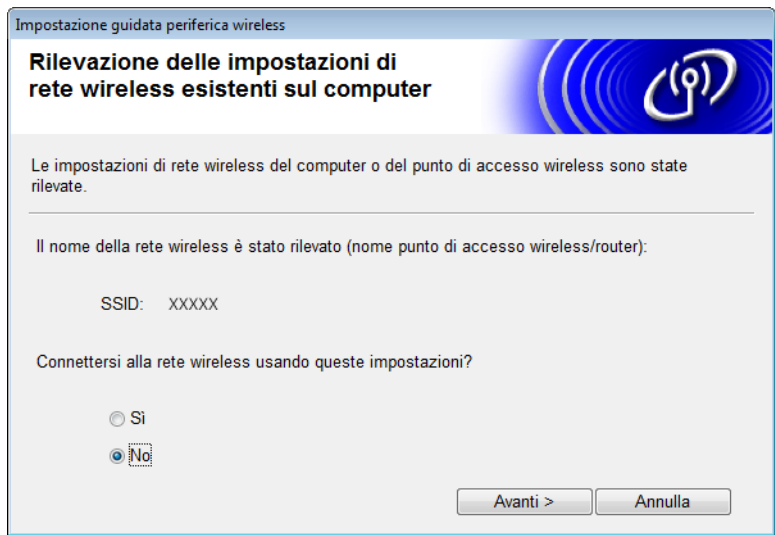 Impostazione guidata periferica wireless
Rilevazione delle impostazioni di
rete wireless esistenti sul computer
Le impostazioni di rete wireless del computer o del punto di accesso wireless sono state
rilevate.
Il nome della rete wireless è stato rilevato (nome punto di accesso wireless/router):
SSID: XXXXX
Connettersi alla rete wireless usando queste impostazioni?
Sì
No
Avanti > Annulla